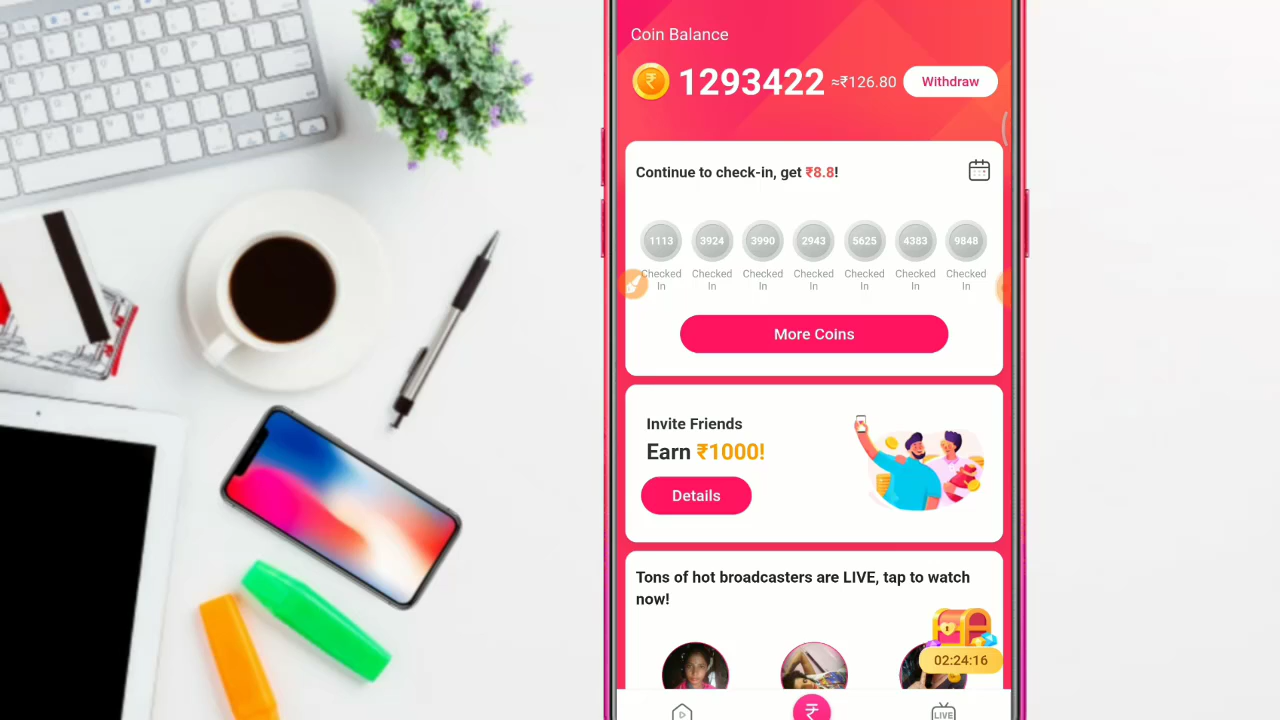 Coin Balance
₹ 1293422 ≈₹126.80 Withdraw
Continue to check-in, get ₹8.8!
1113 3924 3990 2943 5625 4383 9848
Checked Checked Checked Checked Checked Checked Checked
In In In In In In In
More Coins
Invite Friends
Earn ₹1000!
Details
Tons of hot broadcasters are LIVE, tap to watch
now!
02:24:16
₹
LIVE